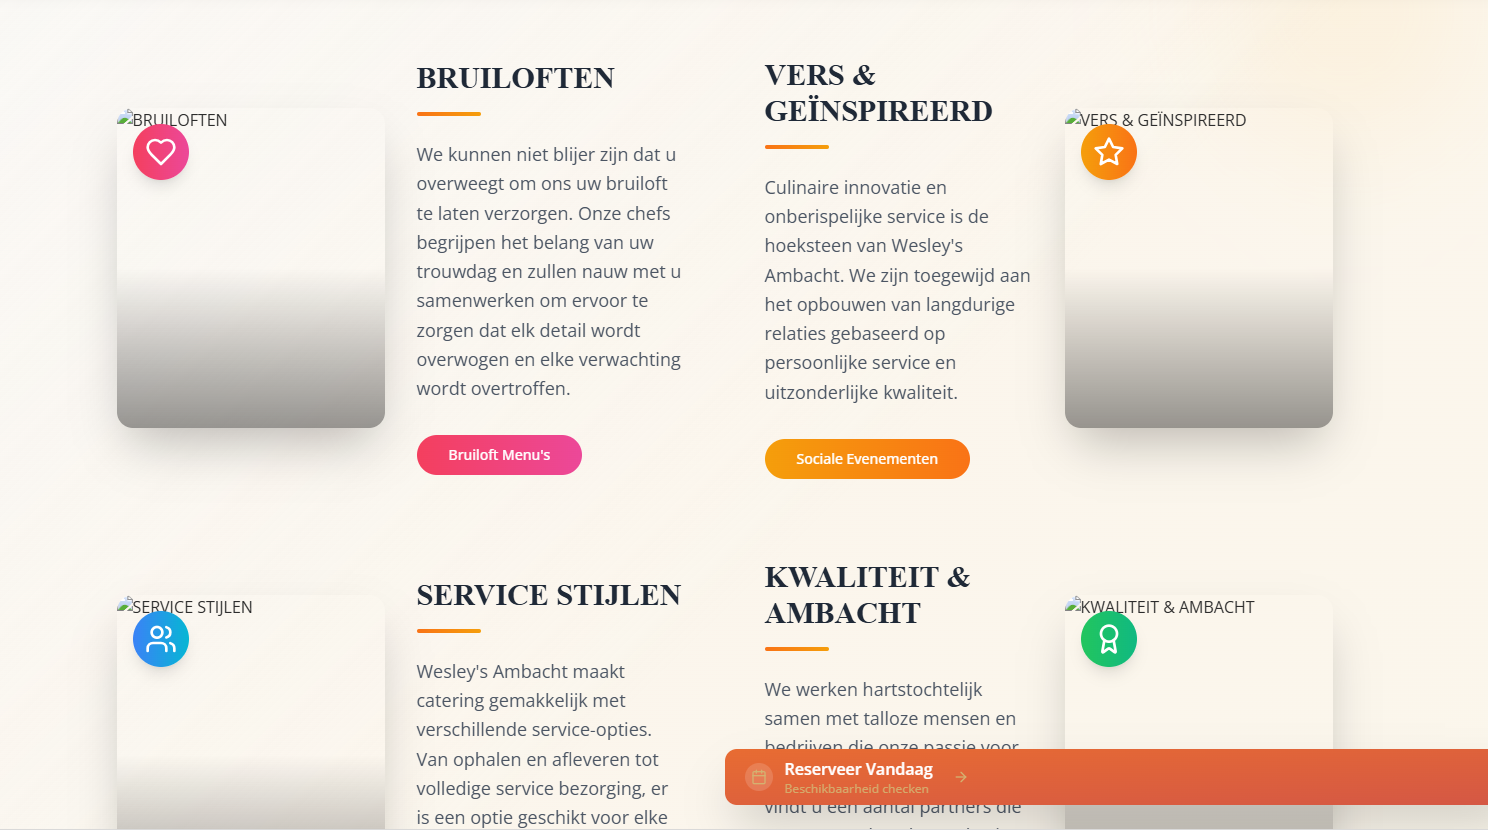 BRUILOFTEN
BRUILOFTEN
We kunnen niet blijer zijn dat u
overweegt om ons uw bruiloft
te laten verzorgen. Onze chefs
begrijpen het belang van uw
trouwdag en zullen nauw met u
samenwerken om ervoor te
zorgen dat elk detail wordt
overwogen en elke verwachting
wordt overtroffen.
Bruiloft Menu's
VERS &
GEÏNSPIREERD
Culinaire innovatie en
onberispelijke service is de
hoeksteen van Wesley's
Ambacht. We zijn toegewijd aan
het opbouwen van langdurige
relaties gebaseerd op
persoonlijke service en
uitzonderlijke kwaliteit.
Sociale Evenementen
VERS & GEÏNSPIREERD
SERVICE STIJLEN
SERVICE STIJLEN
Wesley's Ambacht maakt
catering gemakkelijk met
verschillende service-opties.
Van ophalen en afleveren tot
volledige service bezorging, er
is een optie geschikt voor elke
KWALITEIT &
AMBACHT
We werken hartstochtelijk
samen met talloze mensen en
bedrijven die onze passie voor
vindt u een aantal partners die
KWALITEIT & AMBACHT
Reserveer Vandaag
Beschikbaarheid checken